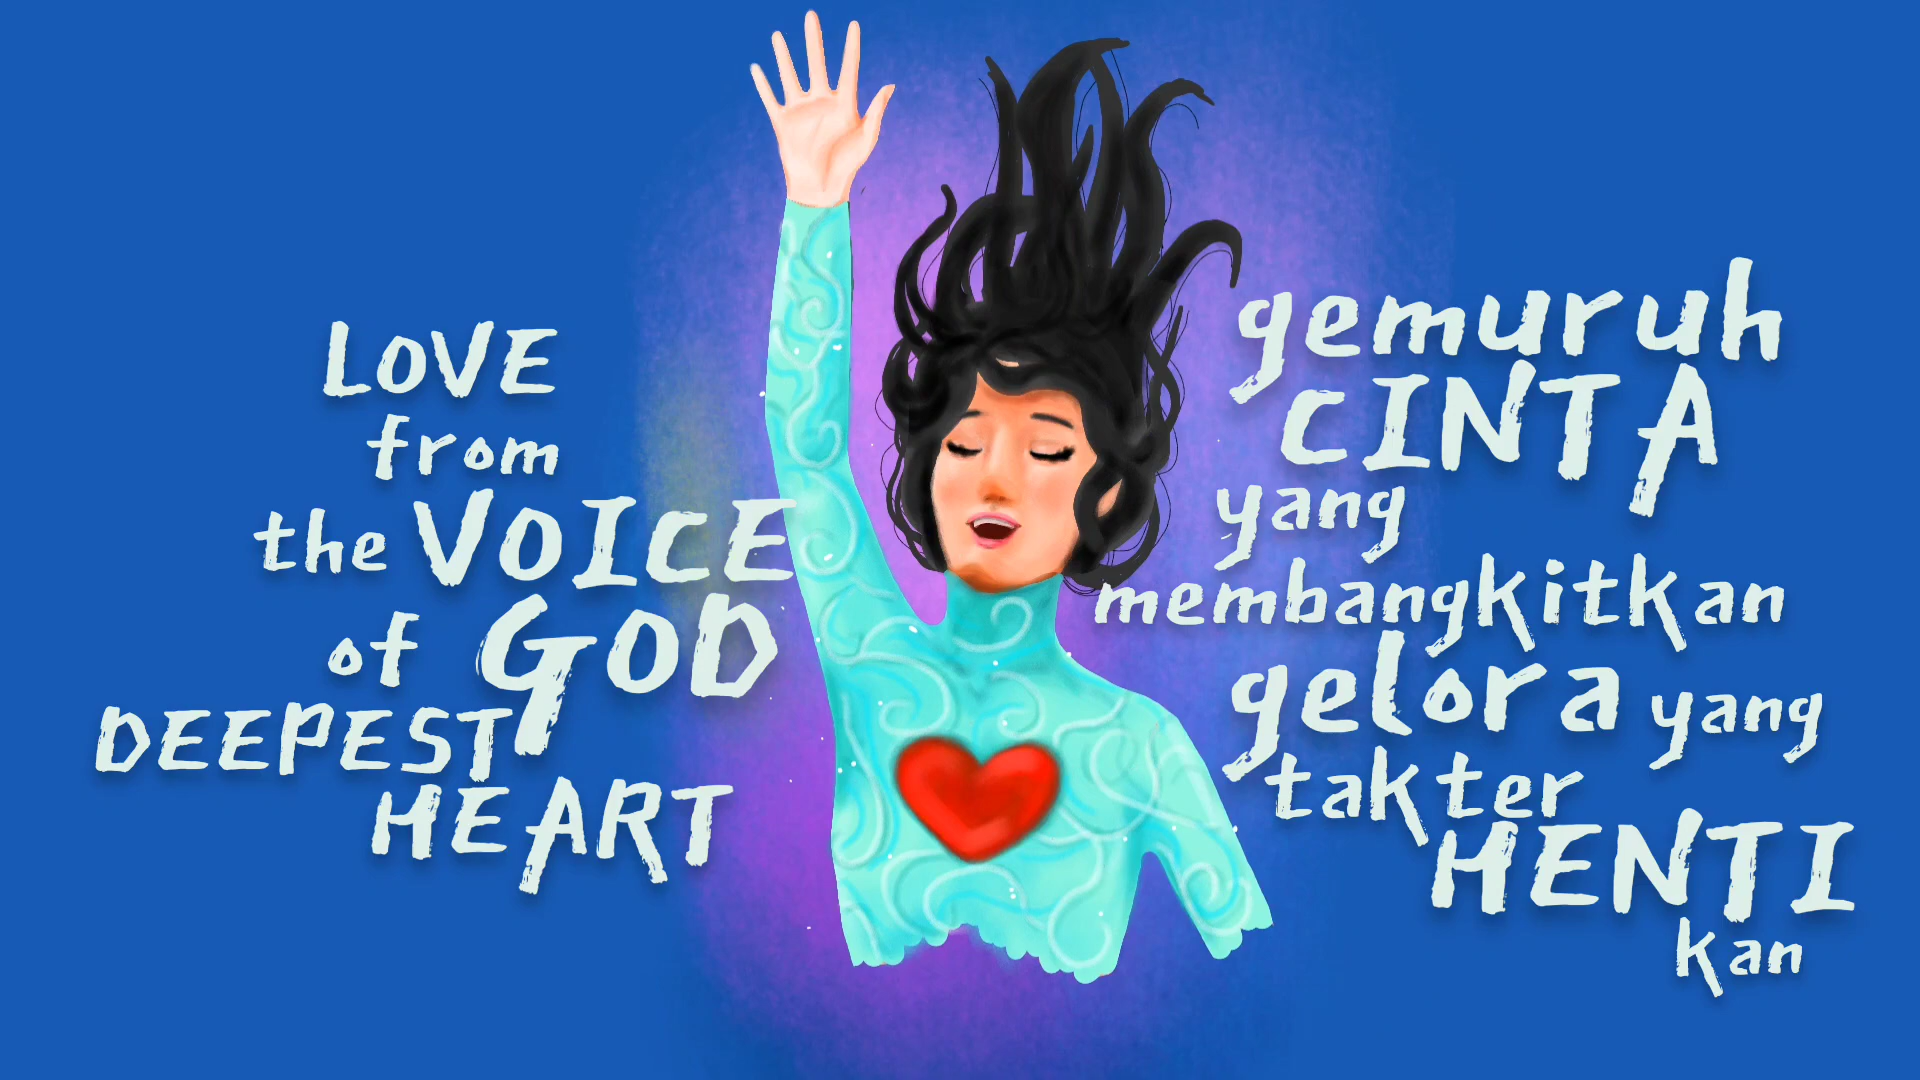 LOVE
from
the VOICE
of GOD
DEEPEST
HEART
gemuruh
CINTA
yang
membangkitkan
gelora yang
takter
HENTI
kan